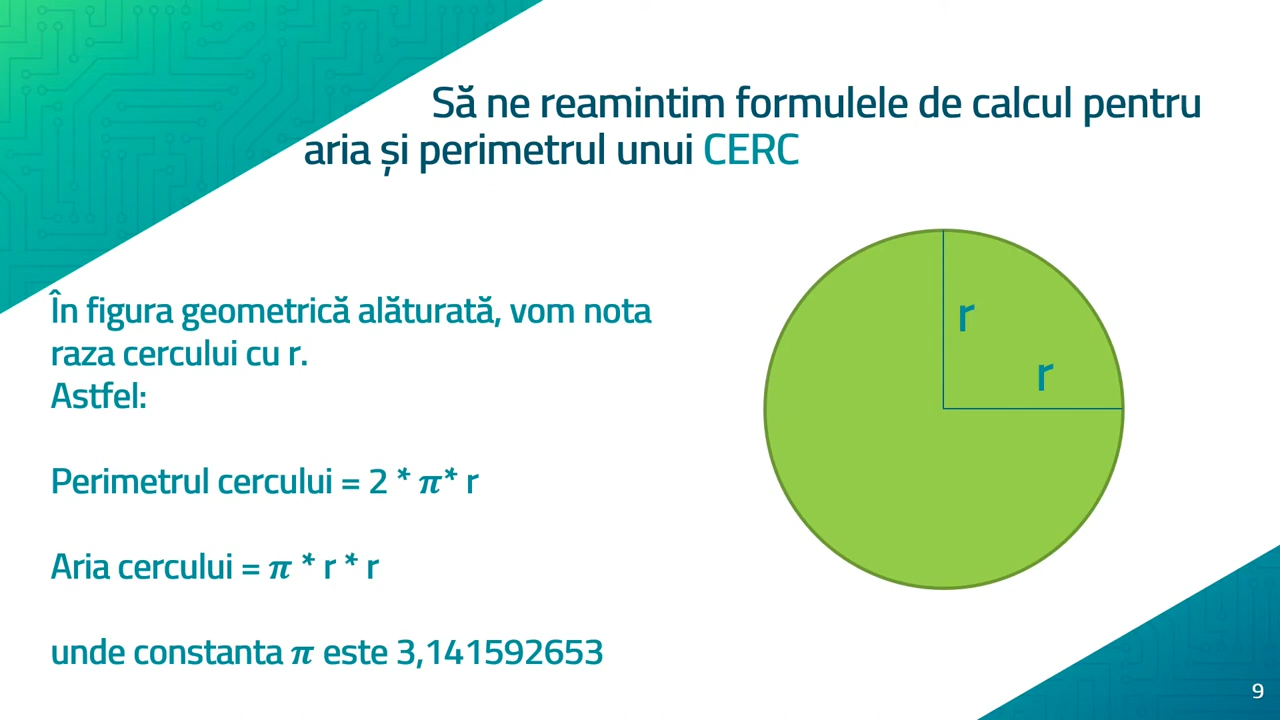 Să ne reamintim formulele de calcul pentru
aria și perimetrul unui CERC
În figura geometrică alăturată, vom nota
raza cercului cu r.
Astfel:
Perimetrul cercului = 2 * π* r
Aria cercului = π * r * r
unde constanta π este 3,141592653
r
r
9